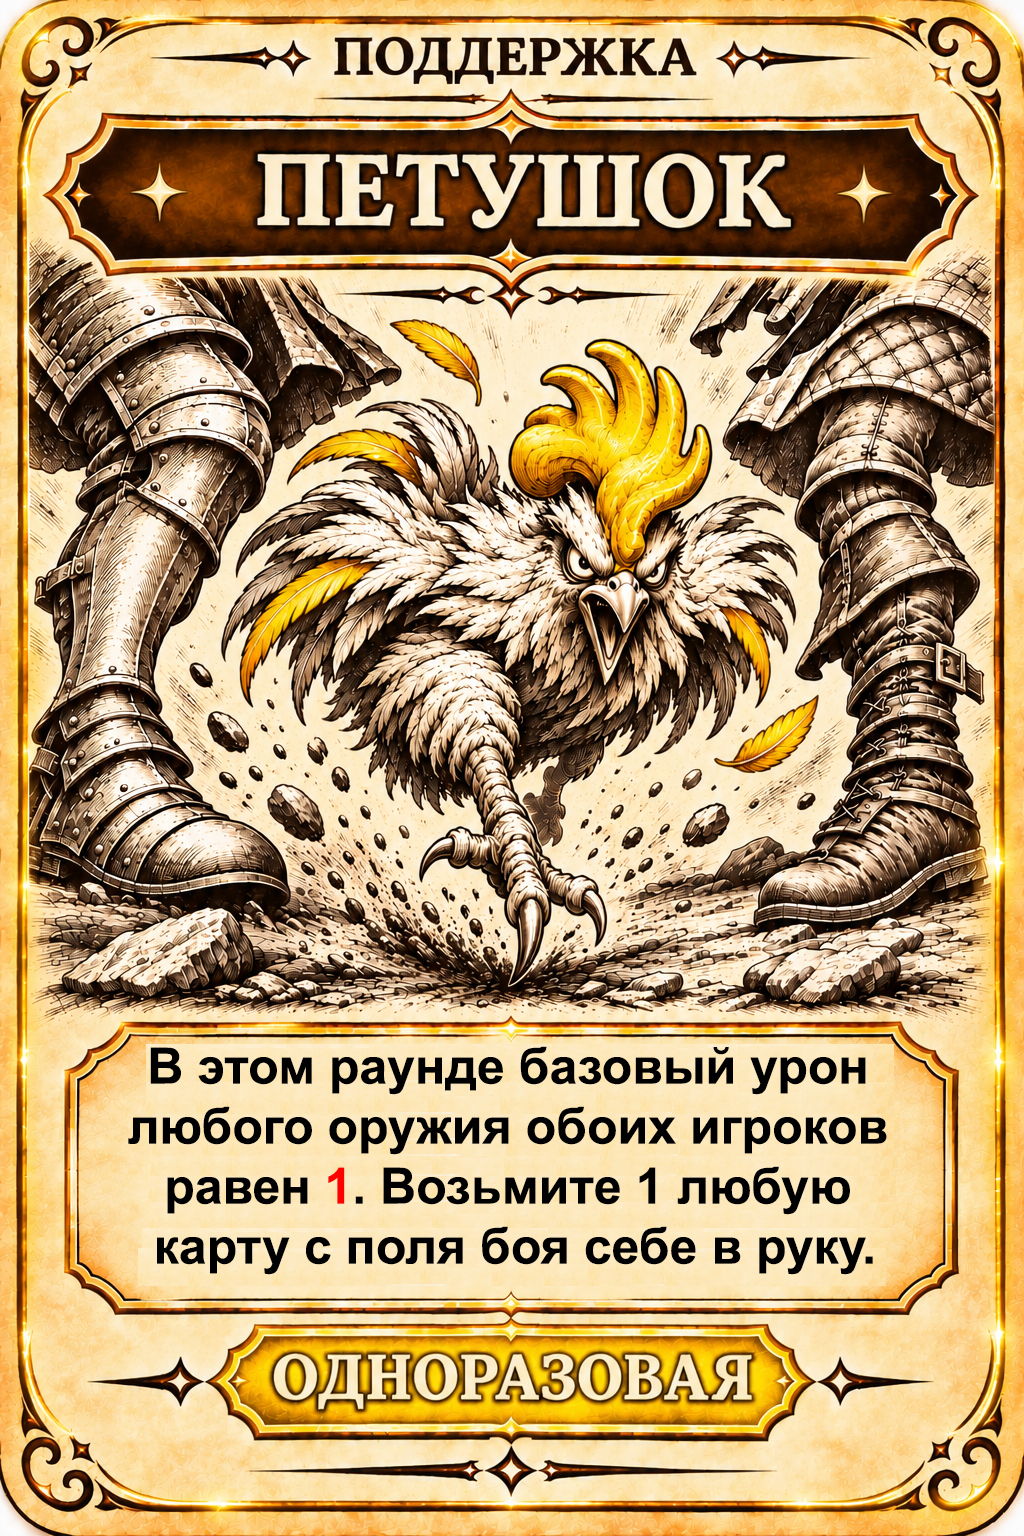 ПОДДЕРЖКА
ПЕТУШОК
В этом раунде базовый урон
любого оружия обоих игроков
равен 1. Возьмите 1 любую
карту с поля боя себе в руку.
ОДНОРАЗОВАЯ